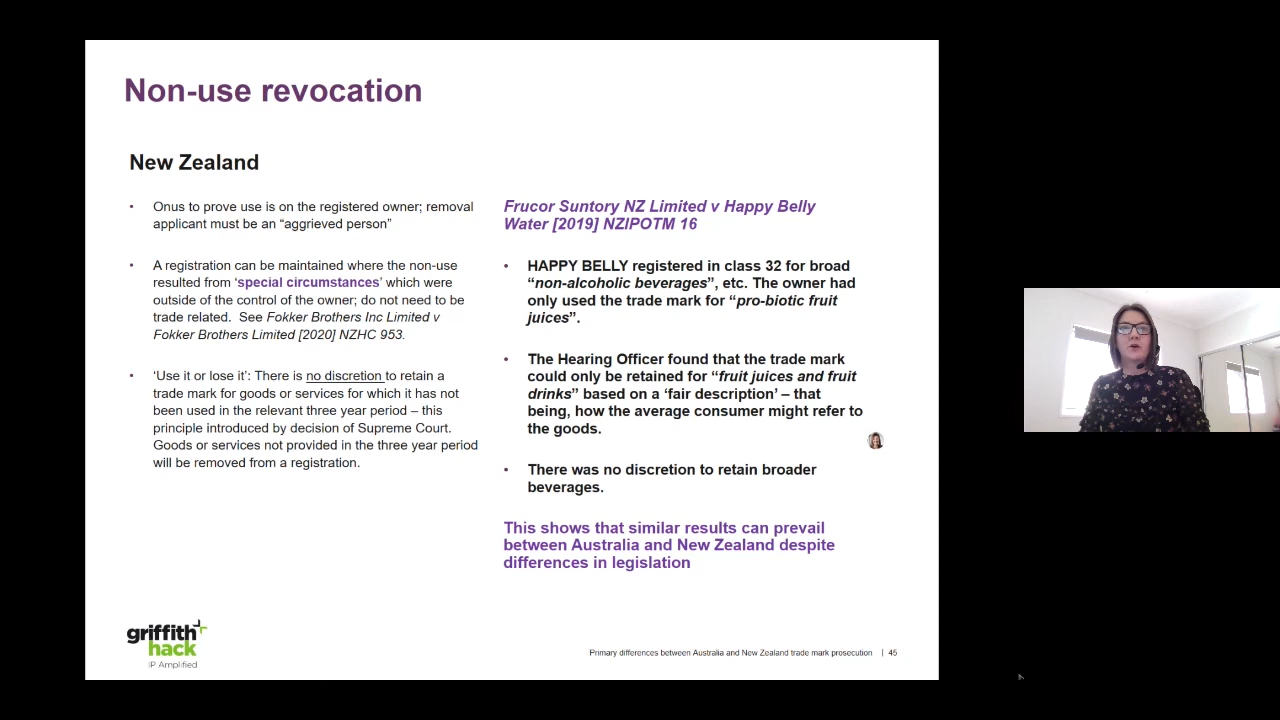 Non-use revocation
New Zealand
• Onus to prove use is on the registered owner; removal
applicant must be an “aggrieved person”
• A registration can be maintained where the non-use
resulted from ‘special circumstances’ which were
outside of the control of the owner; do not need to be
trade related. See Fokker Brothers Inc Limited v
Fokker Brothers Limited [2020] NZHC 953.
• ‘Use it or lose it’: There is no discretion to retain a
trade mark for goods or services for which it has not
been used in the relevant three year period – this
principle introduced by decision of Supreme Court.
Goods or services not provided in the three year period
will be removed from a registration.
Frucor Suntory NZ Limited v Happy Belly
Water [2019] NZIPOTM 16
• HAPPY BELLY registered in class 32 for broad
“non-alcoholic beverages”, etc. The owner had
only used the trade mark for “pro-biotic fruit
juices”.
• The Hearing Officer found that the trade mark
could only be retained for “fruit juices and fruit
drinks” based on a ‘fair description’ – that
being, how the average consumer might refer to
the goods.
• There was no discretion to retain broader
beverages.
This shows that similar results can prevail
between Australia and New Zealand despite
differences in legislation
griffith
hack
IP Amplified
Primary differences between Australia and New Zealand trade mark prosecution | 45